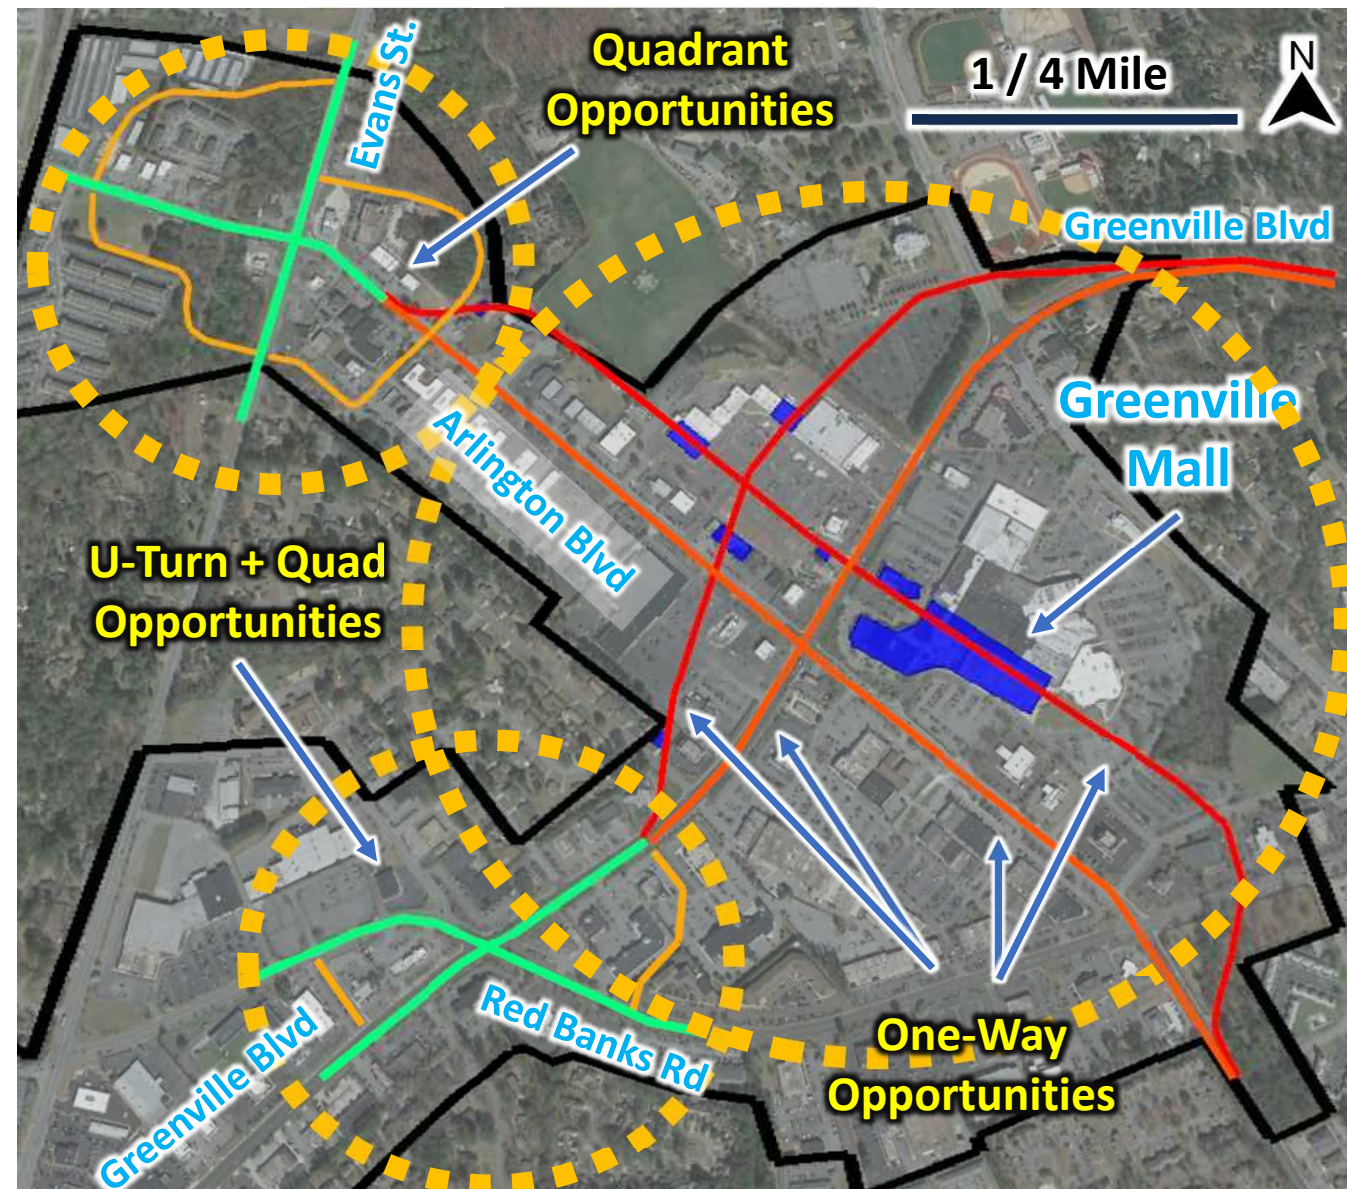 Quadrant
Opportunities
Evans St.
1 / 4 Mile
N
Greenville Blvd
Greenville
Mall
Arlington Blvd
U-Turn + Quad
Opportunities
Red Banks Rd
Greenville Blvd
One-Way
Opportunities